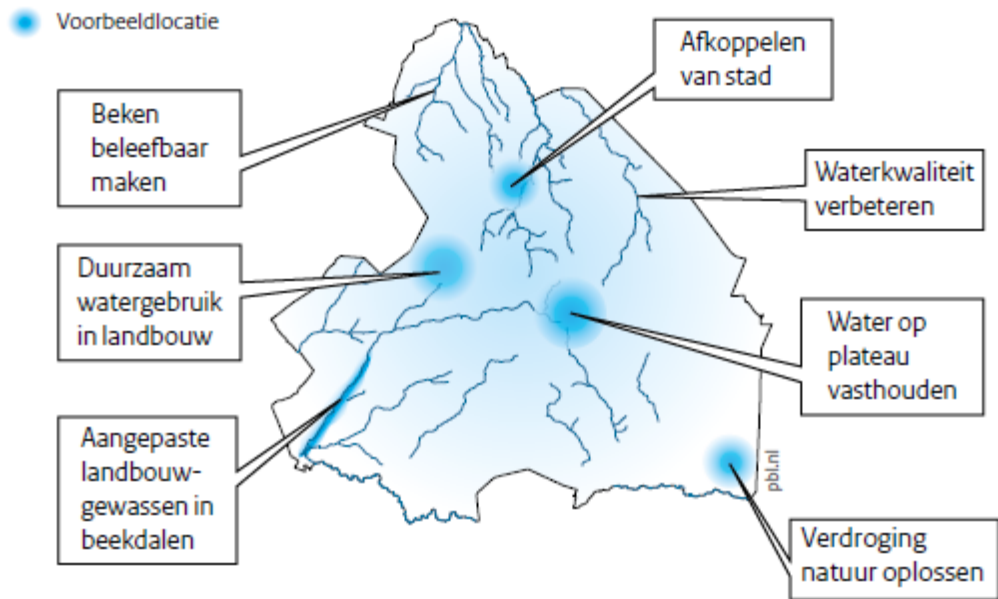 Voorbeeldlocatie
Afkoppelen
van stad
Beken
beleefbaar
maken
Waterkwaliteit
verbeteren
Duurzaam
watergebruik
in landbouw
Water op
plateau
vasthouden
Aangepaste
landbouw-
gewassen in
beekdalen
pbl.nl
Verdroging
natuur oplossen